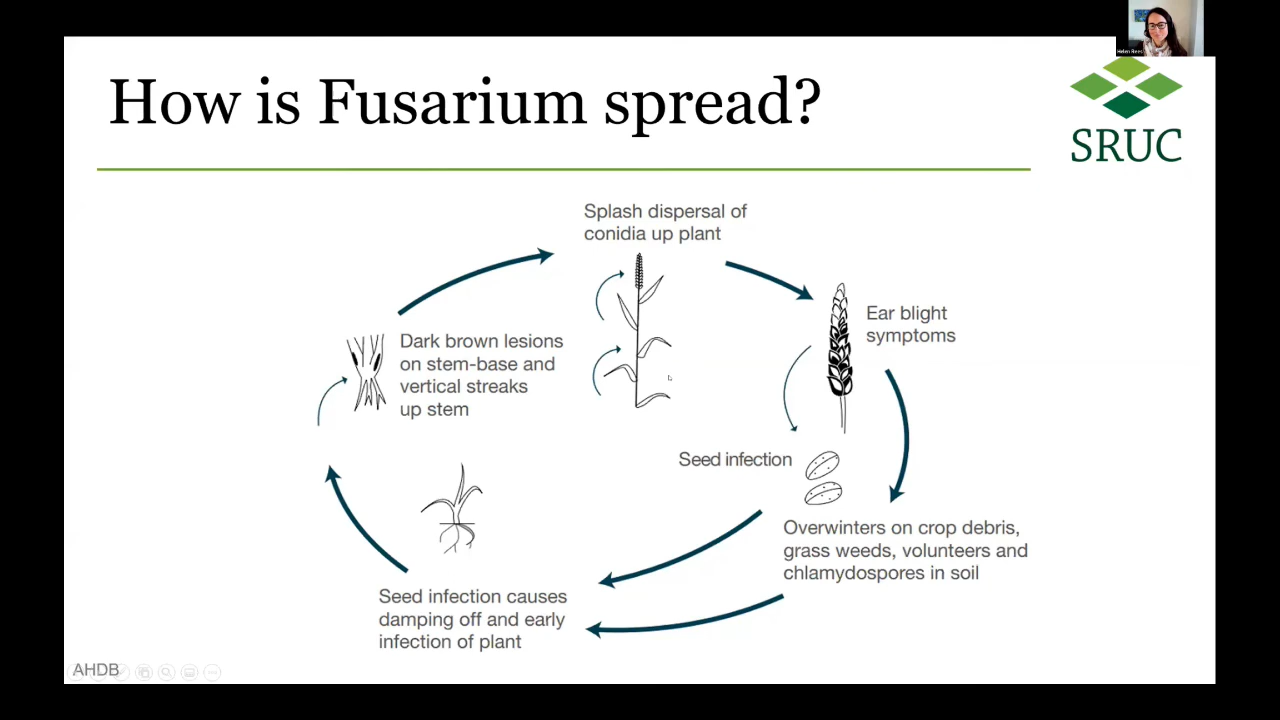 Helen Rees
How is Fusarium spread?
SRUC
Splash dispersal of
conidia up plant
Ear blight
symptoms
Dark brown lesions
on stem-base and
vertical streaks
up stem
Seed infection
Overwinters on crop debris,
grass weeds, volunteers and
chlamydospores in soil
Seed infection causes
damping off and early
infection of plant
AHDB